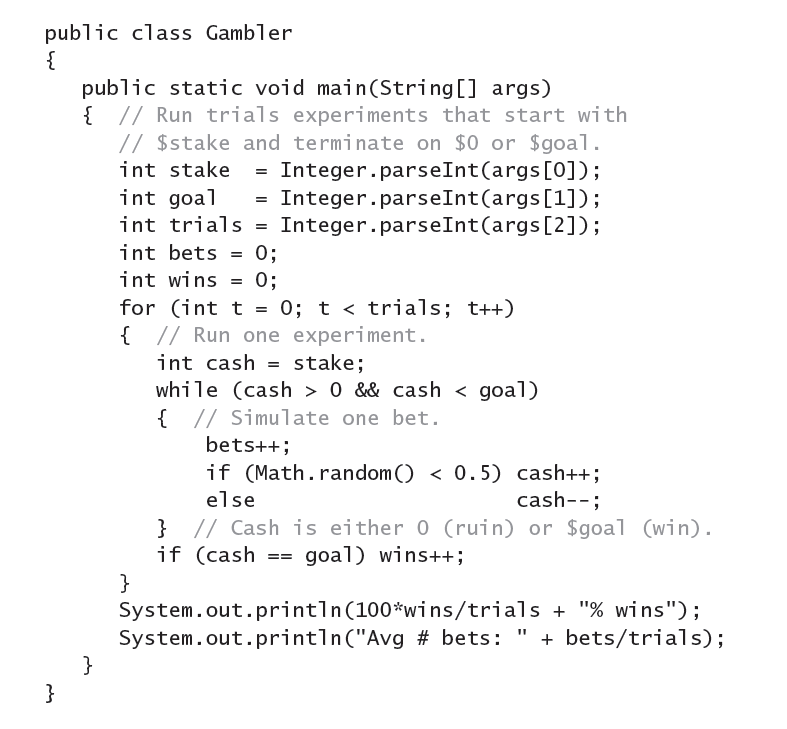 public class Gambler
{
   public static void main(String[] args)
   {  // Run trials experiments that start with
      // $stake and terminate on $0 or $goal.
      int stake  = Integer.parseInt(args[0]);
      int goal   = Integer.parseInt(args[1]);
      int trials = Integer.parseInt(args[2]);
      int bets = 0;
      int wins = 0;
      for (int t = 0; t < trials; t++)
      {  // Run one experiment.
         int cash = stake;
         while (cash > 0 && cash < goal)
         {  // Simulate one bet.
             bets++;
             if (Math.random() < 0.5) cash++;
             else                     cash--;
         }  // Cash is either 0 (ruin) or $goal (win).
         if (cash == goal) wins++;
      }
      System.out.println(100*wins/trials + "% wins");
      System.out.println("Avg # bets: " + bets/trials);
   }
}